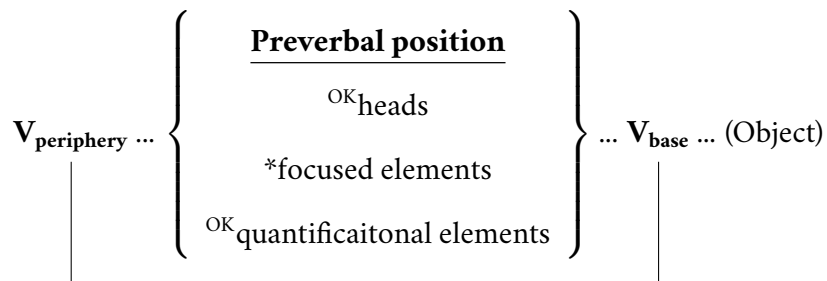 Preverbal position
OKheads
V_periphery ... { *focused elements } ... V_base ... (Object)
OKquantificaitonal elements